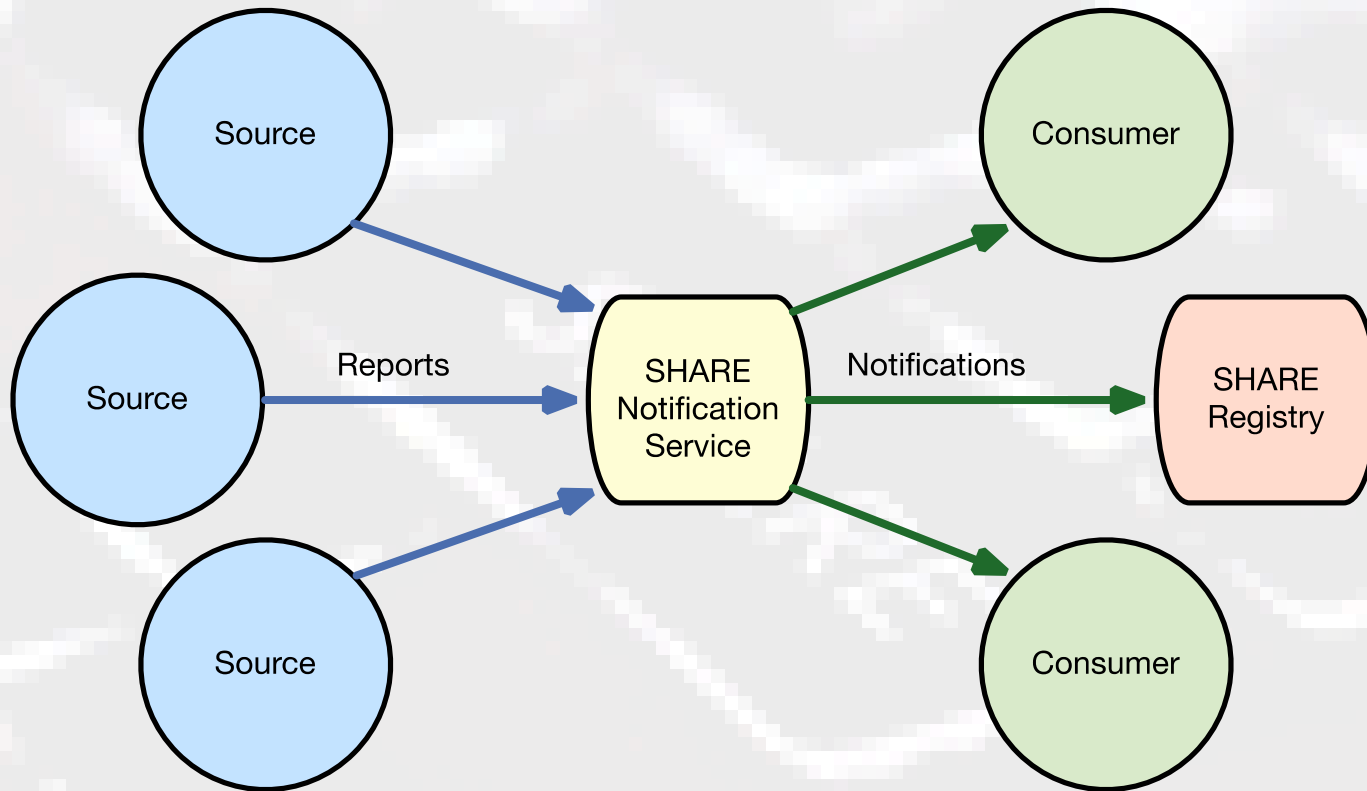 Source
Consumer
Source
Reports
SHARE
Notification
Service
Notifications
SHARE
Registry
Source
Consumer